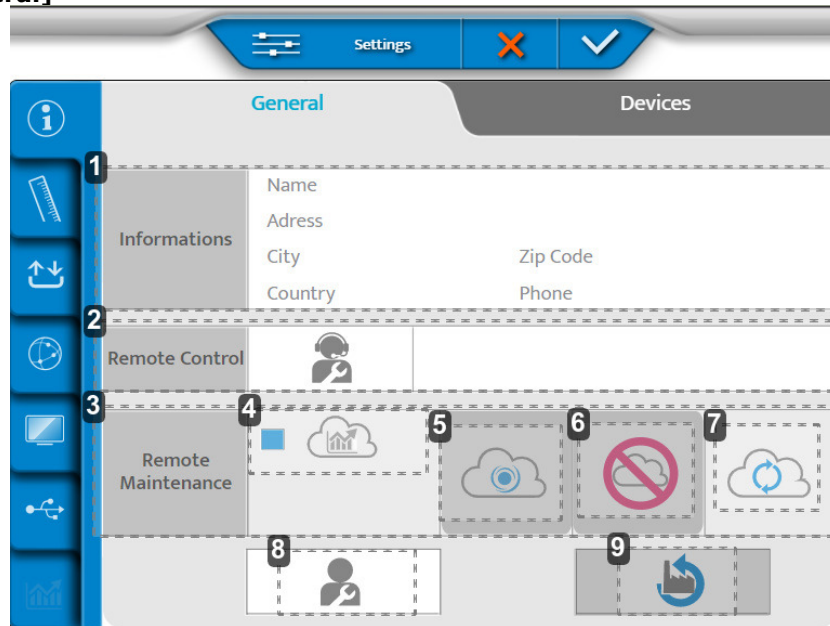 Settings
General
Devices
1
Informations
Name
Adress
City
Zip Code
Country
Phone
2
Remote Control
3
Remote
Maintenance
4
5
6
7
8
9